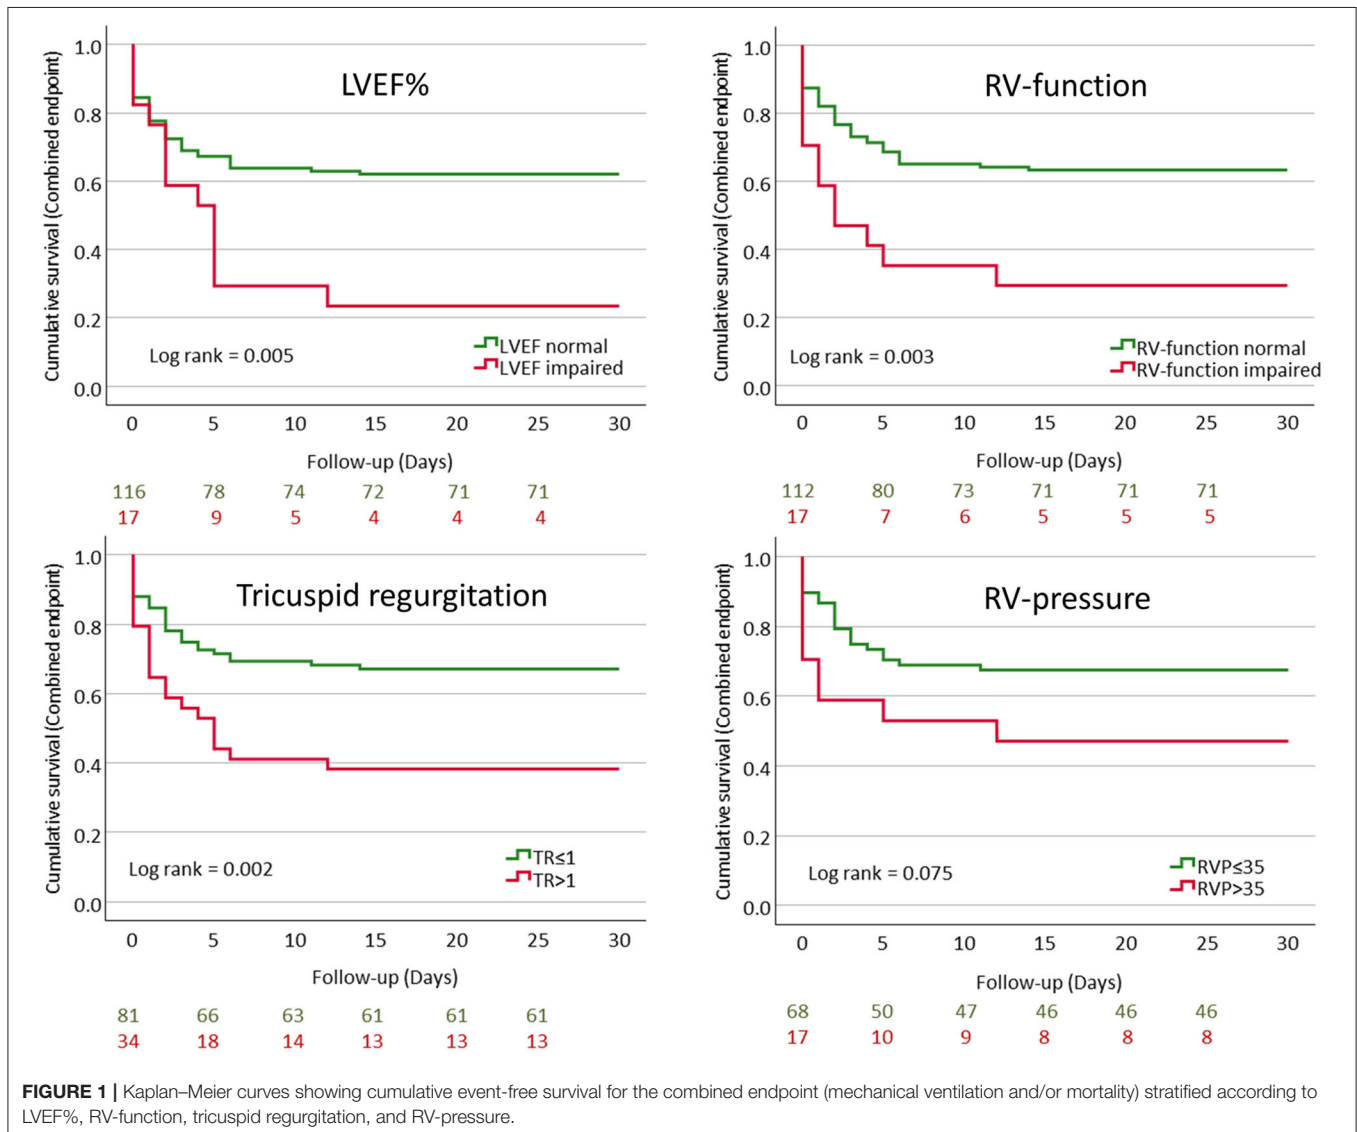 LVEF%
Cumulative survival (Combined endpoint)
1.0
0.8
0.6
0.4
0.2
0.0
Log rank = 0.005
LVEF normal
LVEF impaired
0 5 10 15 20 25 30
Follow-up (Days)
116 78 74 72 71 71
17 9 5 4 4 4
RV-function
Cumulative survival (Combined endpoint)
1.0
0.8
0.6
0.4
0.2
0.0
Log rank = 0.003
RV-function normal
RV-function impaired
0 5 10 15 20 25 30
Follow-up (Days)
112 80 73 71 71 71
17 7 6 5 5 5
Tricuspid regurgitation
Cumulative survival (Combined endpoint)
1.0
0.8
0.6
0.4
0.2
0.0
Log rank = 0.002
TR≤1
TR>1
0 5 10 15 20 25 30
Follow-up (Days)
81 66 63 61 61 61
34 18 14 13 13 13
RV-pressure
Cumulative survival (Combined endpoint)
1.0
0.8
0.6
0.4
0.2
0.0
Log rank = 0.075
RVP≤35
RVP>35
0 5 10 15 20 25 30
Follow-up (Days)
68 50 47 46 46 46
17 10 9 8 8 8
FIGURE 1 | Kaplan–Meier curves showing cumulative event-free survival for the combined endpoint (mechanical ventilation and/or mortality) stratified according to
LVEF%, RV-function, tricuspid regurgitation, and RV-pressure.